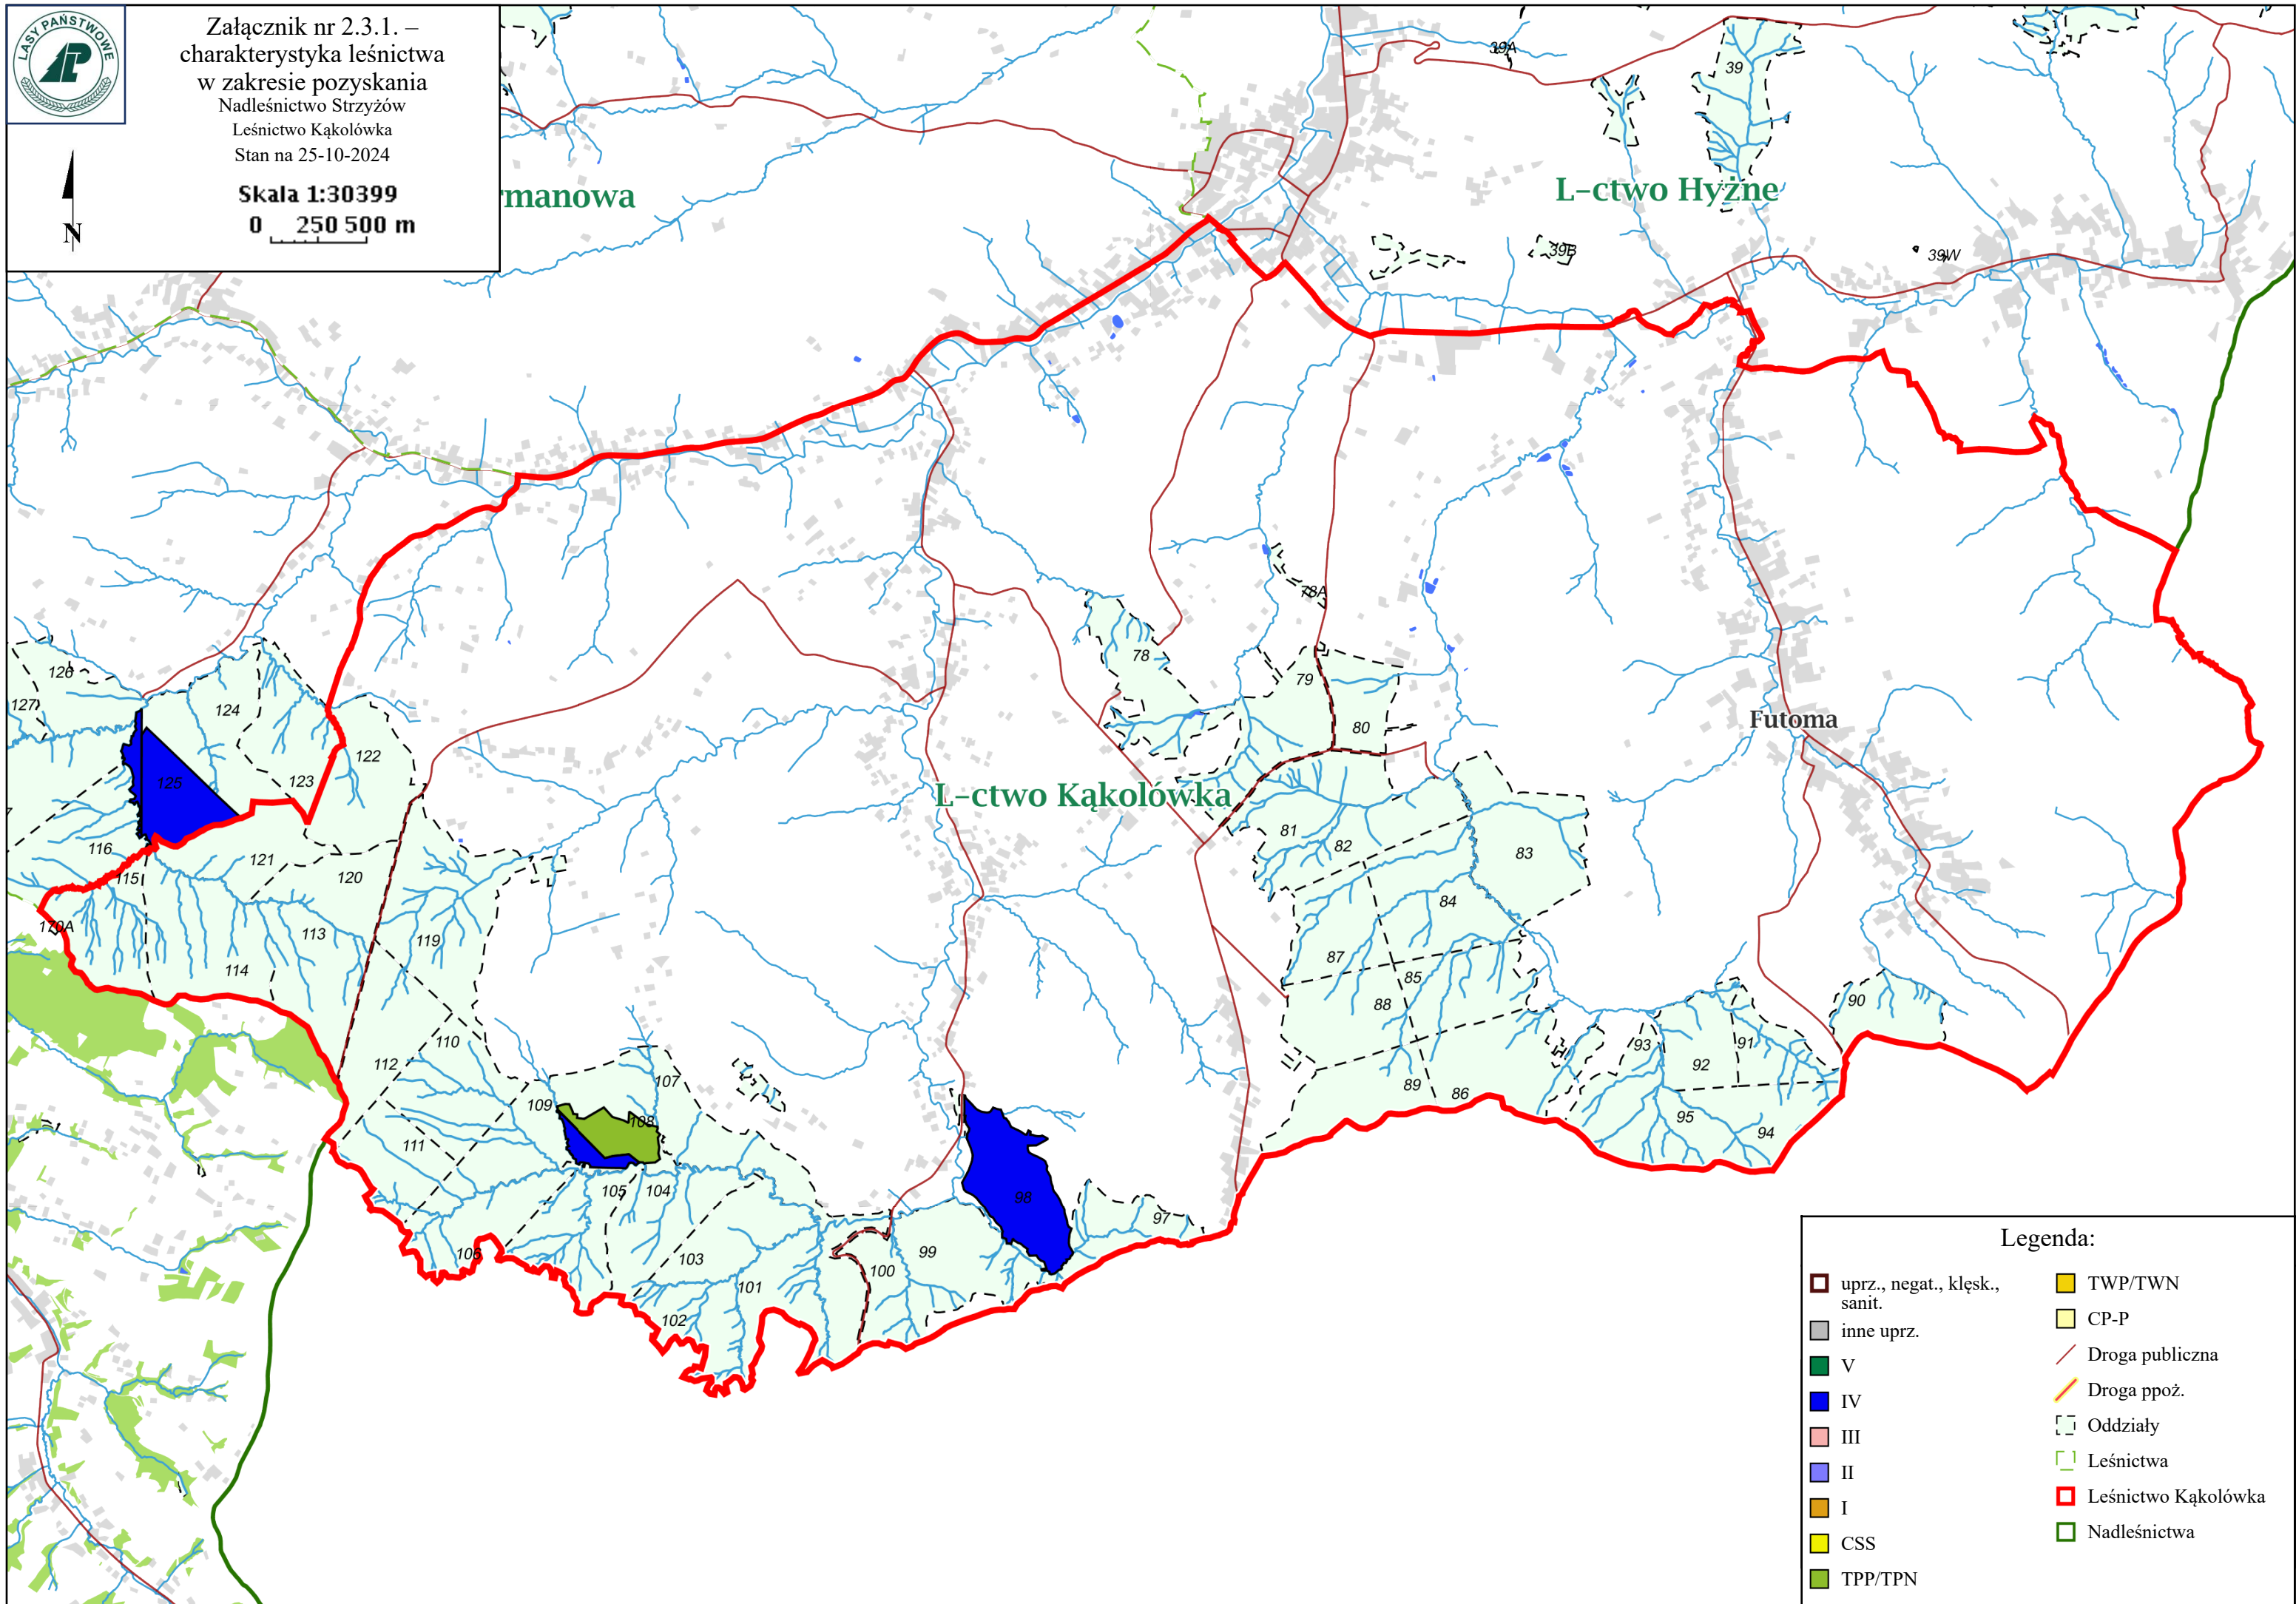 LASY PAŃSTWOWE
Załącznik nr 2.3.1. –
charakterystyka leśnictwa
w zakresie pozyskania
Nadleśnictwo Strzyżów
Leśnictwo Kąkolówka
Stan na 25-10-2024
Skala 1:30399
0 250 500 m
N
rmanowa
L-ctwo Hyżne
39A
39
39B
39W
78A
78
79
80
126
127
124
125
123
122
Futoma
L-ctwo Kąkolówka
81
82
83
116
115
121
120
84
170A
113
119
114
87
85
88
90
110
112
93
91
92
107
109
108
89
86
111
95
94
105
104
98
97
106
103
99
100
101
102
Legenda:
uprz., negat., klęsk.,
sanit.
inne uprz.
V
IV
III
II
I
CSS
TPP/TPN
TWP/TWN
CP-P
Droga publiczna
Droga ppoż.
Oddziały
Leśnictwa
Leśnictwo Kąkolówka
Nadleśnictwa